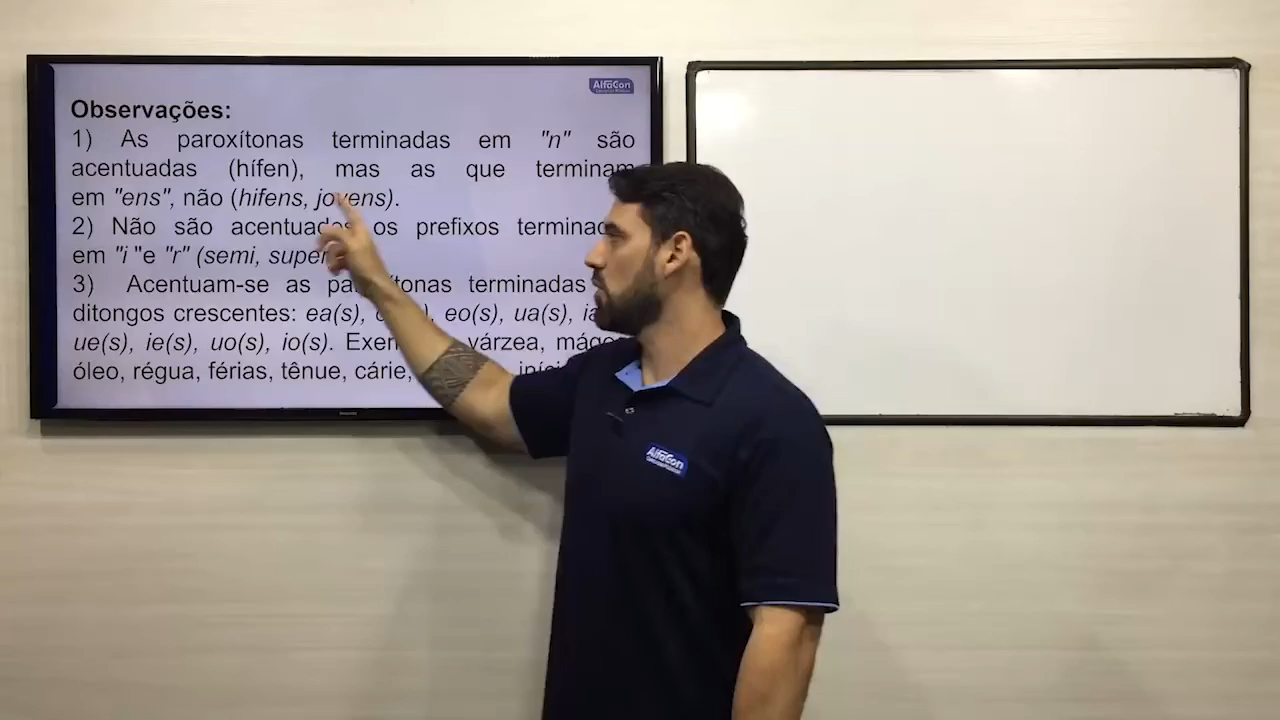 AlfaCon
Observações:
1) As paroxítonas terminadas em "n" são
acentuadas (hífen), mas as que terminam
em "ens", não (hifens, jovens).
2) Não são acentuados os prefixos
em "i "e "r" (semi, super
3) Acentuam-se as paroxítonas terminadas
ditongos crescentes: ea(s), eo(s), ua(s),
ue(s), ie(s), uo(s), io(s). várzea,
óleo, régua, férias, tênue, cárie,
AlfaCon